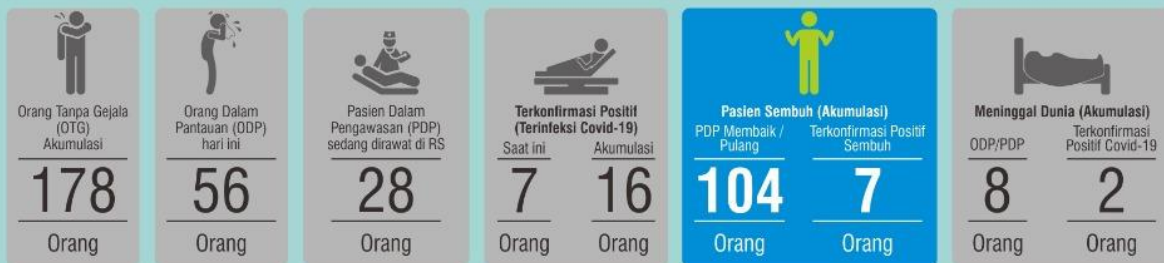 Orang Tanpa Gejala
(OTG)
Akumulasi
178
Orang
Orang Dalam
Pantauan (ODP)
hari ini
56
Orang
Pasien Dalam
Pengawasan (PDP)
sedang dirawat di RS
28
Orang
Terkonfirmasi Positif
(Terinfeksi Covid-19)
Saat ini
7
Orang
Akumulasi
16
Orang
Pasien Sembuh (Akumulasi)
PDP Membaik /
Pulang
104
Orang
Terkonfirmasi Positif
Sembuh
7
Orang
Meninggal Dunia (Akumulasi)
ODP/PDP
8
Orang
Terkonfirmasi
Positif Covid-19
2
Orang